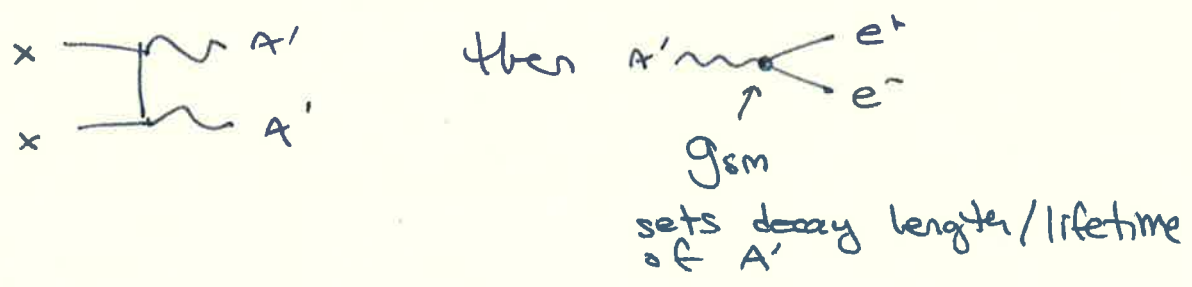 x A' then A' e+
x A' e-
gsm
sets decay length/lifetime
of A'